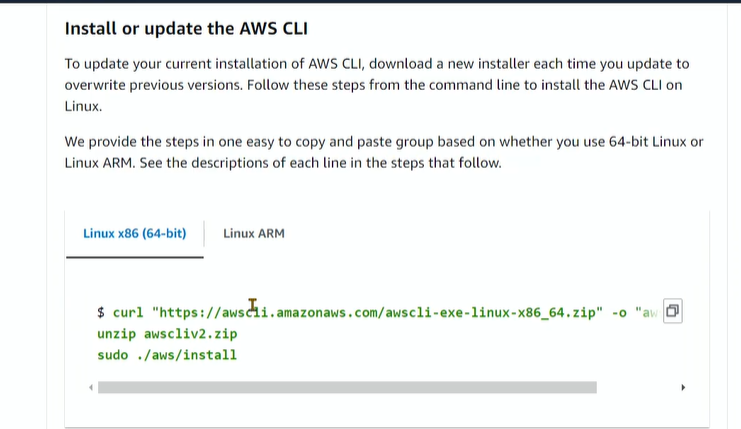 Install or update the AWS CLI
To update your current installation of AWS CLI, download a new installer each time you update to
overwrite previous versions. Follow these steps from the command line to install the AWS CLI on
Linux.
We provide the steps in one easy to copy and paste group based on whether you use 64-bit Linux or
Linux ARM. See the descriptions of each line in the steps that follow.
Linux x86 (64-bit) Linux ARM
$ curl "https://awscli.amazonaws.com/awscli-exe-linux-x86_64.zip" -o "aw
unzip awscliv2.zip
sudo ./aws/install